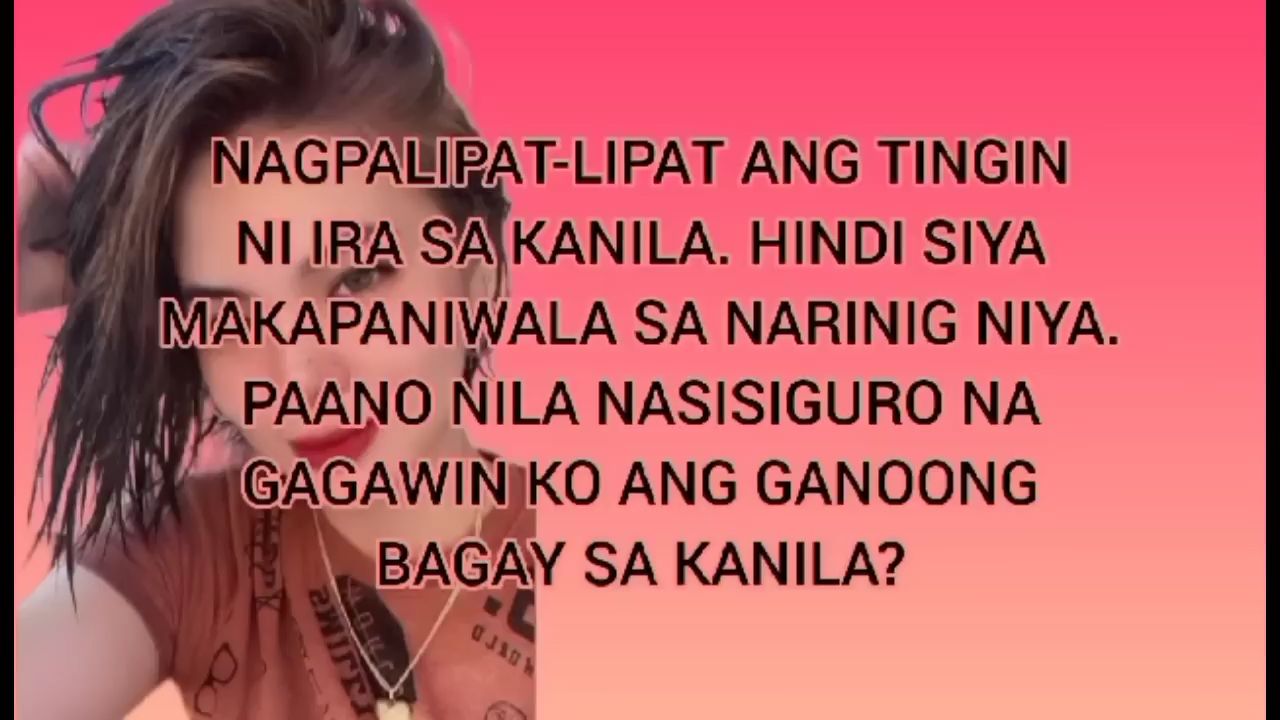 NAGPALIPAT-LIPAT ANG TINGIN
NI IRA SA KANILA. HINDI SIYA
MAKAPANIWALA SA NARINIG NIYA.
PAANO NILA NASISIGURO NA
GAGAWIN KO ANG GANOONG
BAGAY SA KANILA?